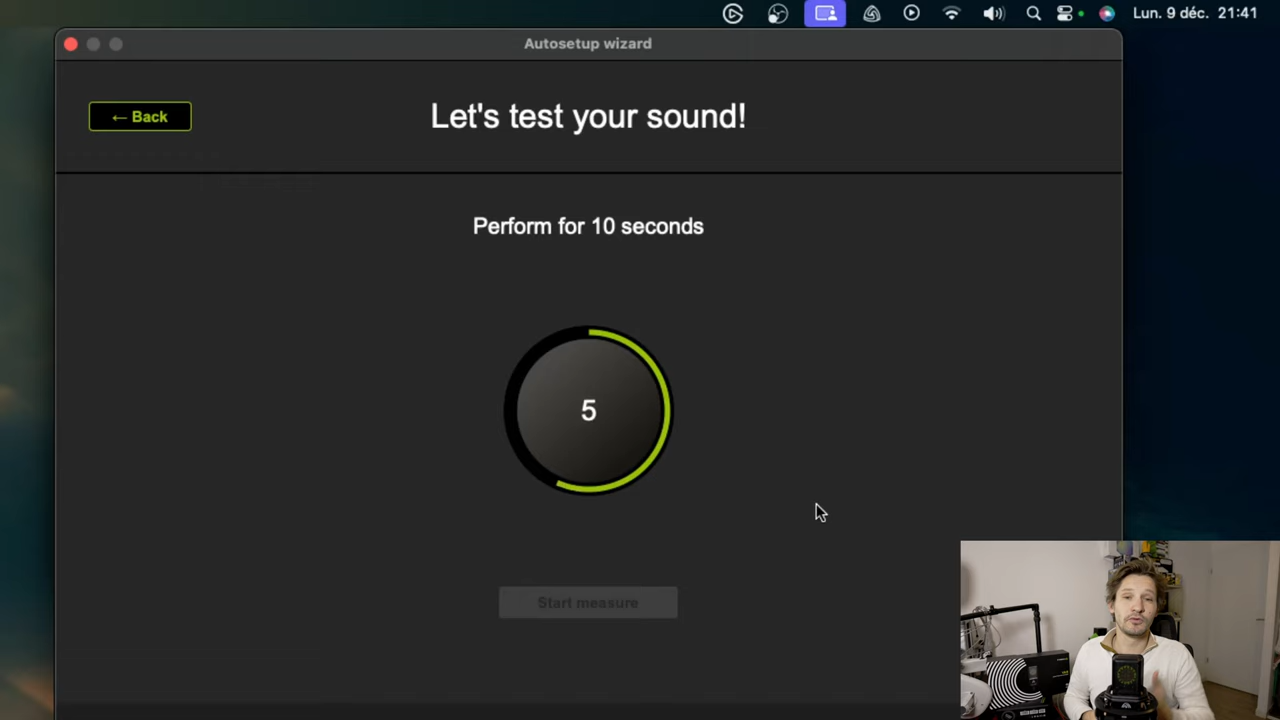 Lun. 9 déc. 21:41
Autosetup wizard
← Back
Let's test your sound!
Perform for 10 seconds
5
Start measure